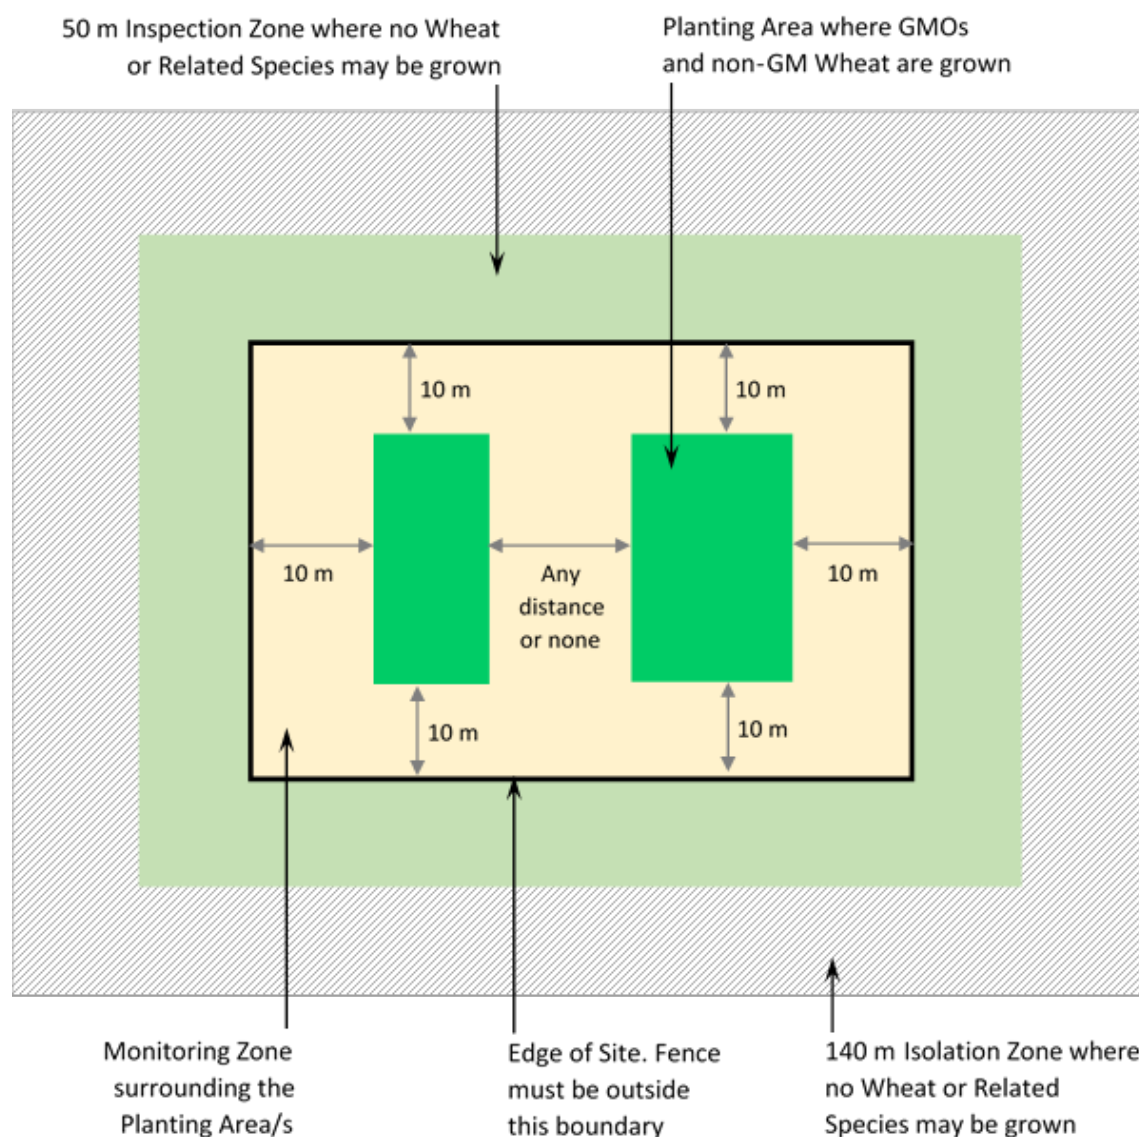 50 m Inspection Zone where no Wheat
or Related Species may be grown
Planting Area where GMOs
and non-GM Wheat are grown
10 m
10 m
10 m
Any
distance
or none
10 m
10 m
10 m
Monitoring Zone
surrounding the
Planting Area/s
Edge of Site. Fence
must be outside
this boundary
140 m Isolation Zone where
no Wheat or Related
Species may be grown